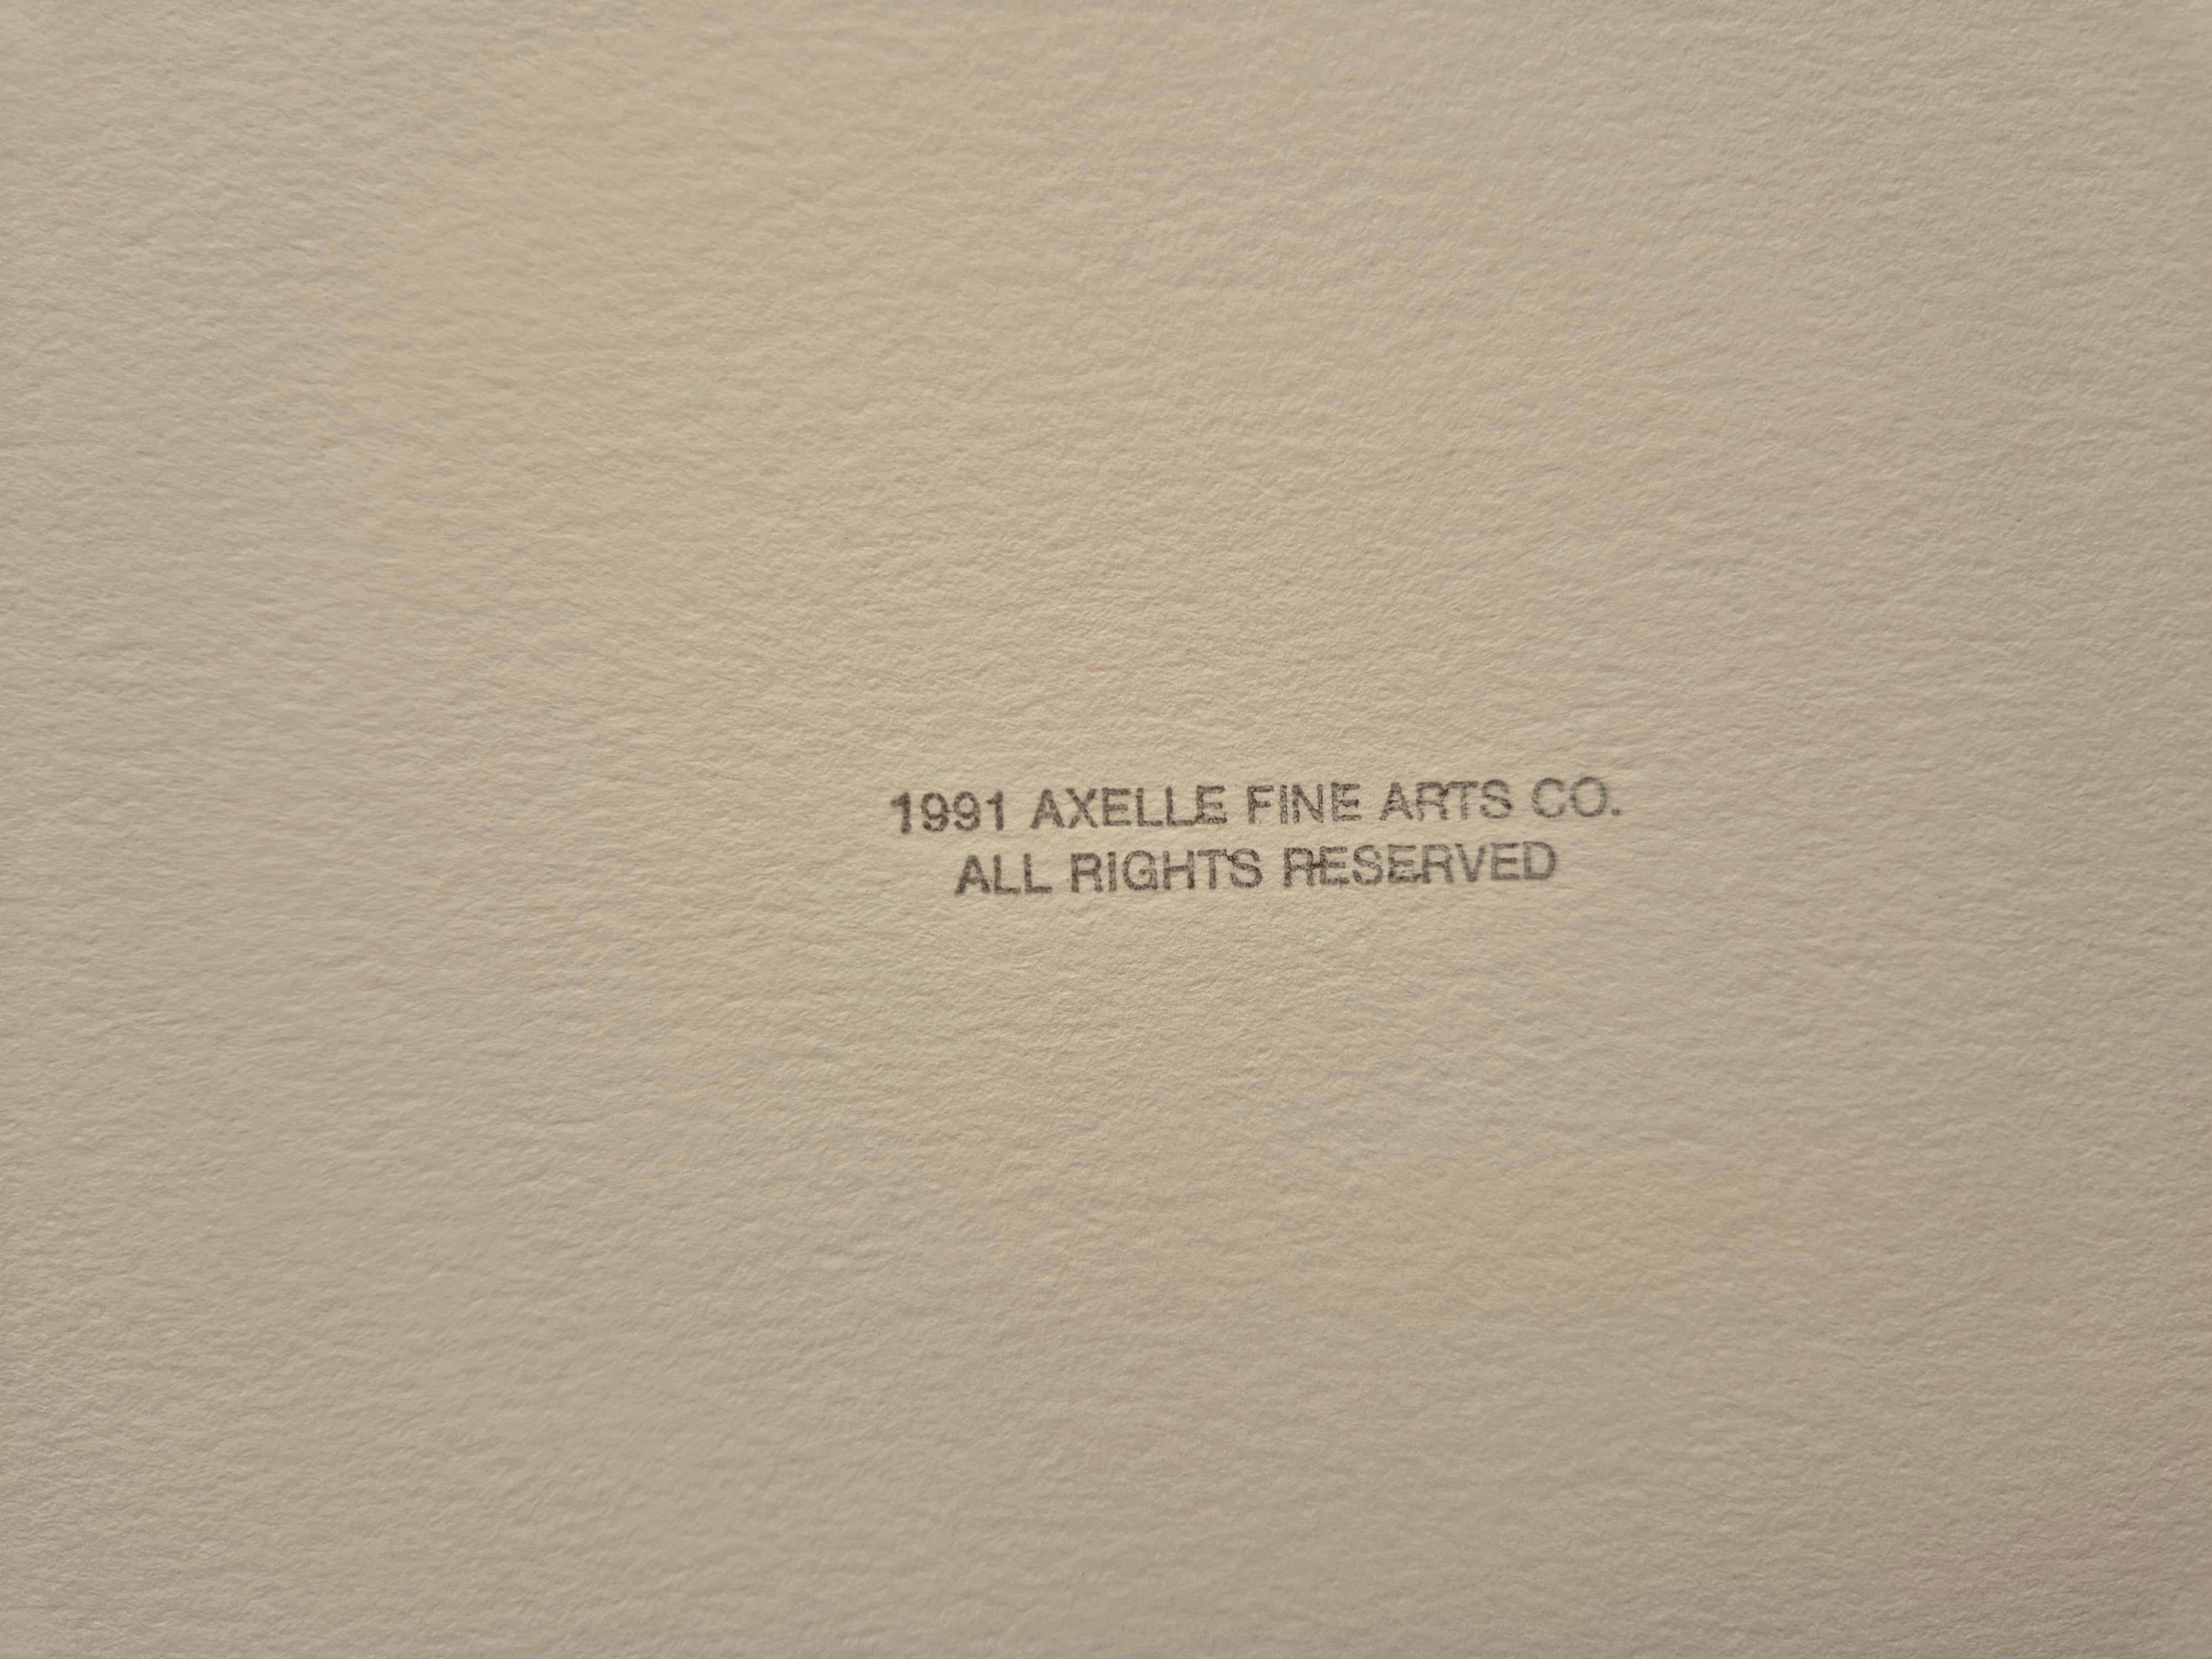 1991 AXELLE FINE ARTS CO.
ALL RIGHTS RESERVED